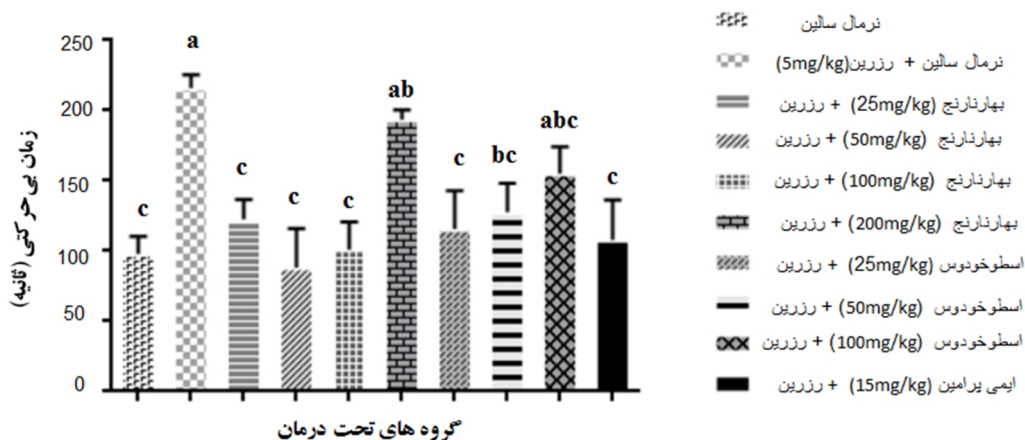 زمان بی حرکتی (ثانیه)
250
200
150
100
50
0
c
a
c
c
c
ab
c
bc
abc
c
گروه های تحت درمان
نرمال سالین
نرمال سالین + رزرپین(5mg/kg)
بهارنارنج (25mg/kg) + رزرپین
بهارنارنج (50mg/kg) + رزرپین
بهارنارنج (100mg/kg) + رزرپین
بهارنارنج (200mg/kg) + رزرپین
اسطوخودوس (25mg/kg) + رزرپین
اسطوخودوس (50mg/kg) + رزرپین
اسطوخودوس (100mg/kg) + رزرپین
ایمی پرامین (15mg/kg) + رزرپین